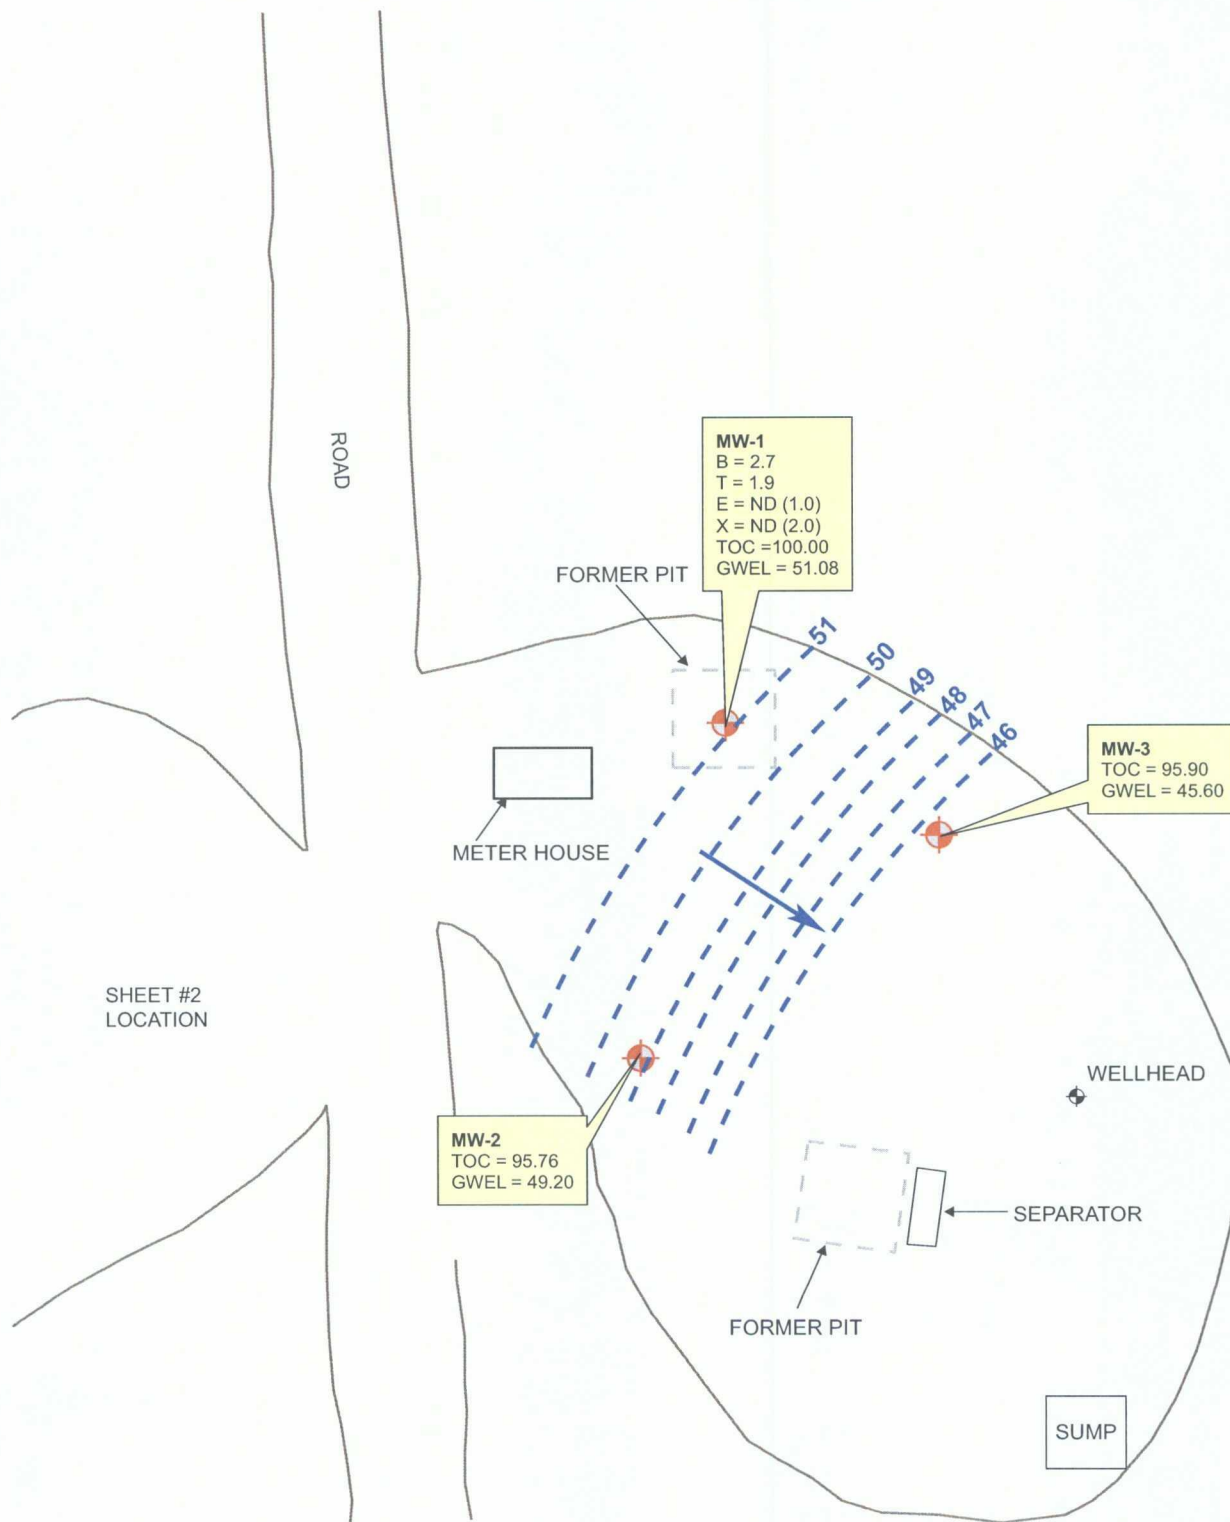 ROAD
MW-1
B = 2.7
T = 1.9
E = ND (1.0)
X = ND (2.0)
TOC =100.00
GWEL = 51.08
FORMER PIT
51
50
49
48
47
46
MW-3
TOC = 95.90
GWEL = 45.60
METER HOUSE
SHEET #2
LOCATION
WELLHEAD
MW-2
TOC = 95.76
GWEL = 49.20
SEPARATOR
FORMER PIT
SUMP